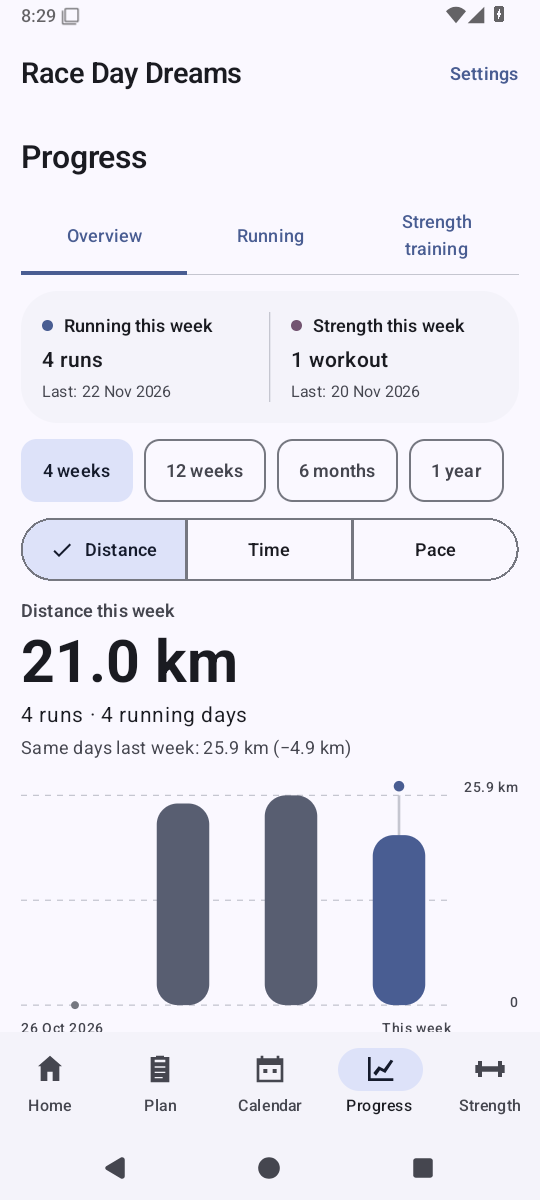 8:29
Race Day Dreams
Settings
Progress
Overview
Running
Strength
training
Running this week
4 runs
Last: 22 Nov 2026
Strength this week
1 workout
Last: 20 Nov 2026
4 weeks
12 weeks
6 months
1 year
Distance
Time
Pace
Distance this week
21.0 km
4 runs · 4 running days
Same days last week: 25.9 km (−4.9 km)
25.9 km
0
26 Oct 2026
This week
Home
Plan
Calendar
Progress
Strength